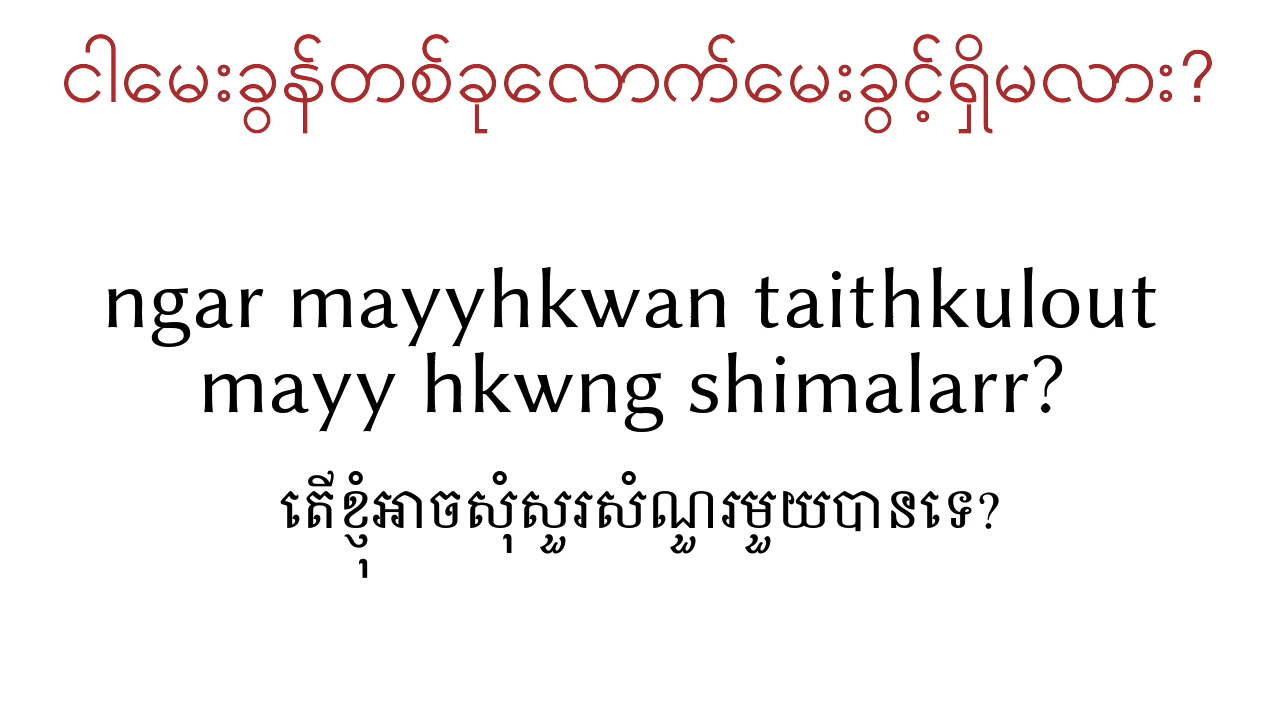 ငါမေးခွန်တစ်ခုလောက်မေးခွင့်ရှိမလား?
ngar mayyhkwan taithkulout
mayy hkwng shimalarr?
តើខ្ញុំអាចសុំសួរសំណួរមួយបានទេ?